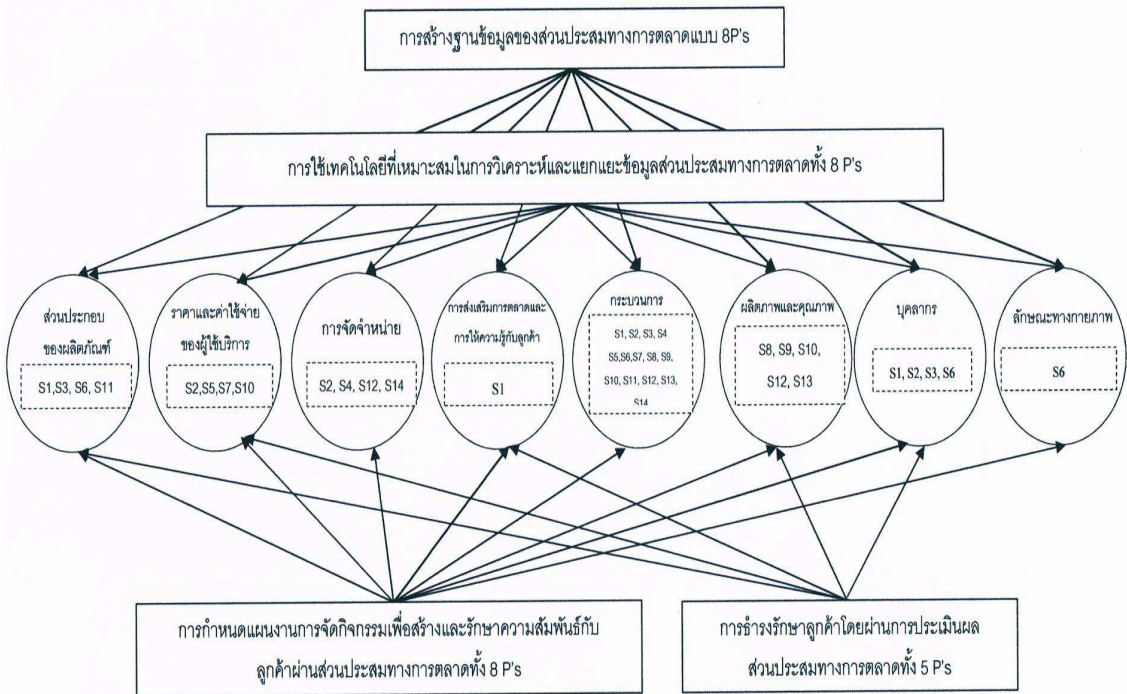 การสร้างฐานข้อมูลของส่วนประสมทางการตลาดแบบ 8P's
การใช้เทคโนโลยีที่เหมาะสมในการวิเคราะห์และแยกแยะข้อมูลส่วนประสมทางการตลาดทั้ง 8 P's
ส่วนประกอบ
ของผลิตภัณฑ์
S1,S3, S6, S11
ราคาและค่าใช้จ่าย
ของผู้ใช้บริการ
S2,S5,S7,S10
การจัดจำหน่าย
S2, S4, S12, S14
การส่งเสริมการตลาดและ
การให้ความรู้กับลูกค้า
S1
กระบวนการ
S1, S2, S3, S4
S5,S6,S7, S8, S9,
S10, S11, S12, S13,
S14
ผลิตภาพและคุณภาพ
S8, S9, S10,
S12, S13
บุคลากร
S1, S2, S3, S6
ลักษณะทางกายภาพ
S6
การกำหนดแผนงานการจัดกิจกรรมเพื่อสร้างและรักษาความสัมพันธ์กับ
ลูกค้าผ่านส่วนประสมทางการตลาดทั้ง 8 P's
การธำรงรักษาลูกค้าโดยผ่านการประเมินผล
ส่วนประสมทางการตลาดทั้ง 5 P's